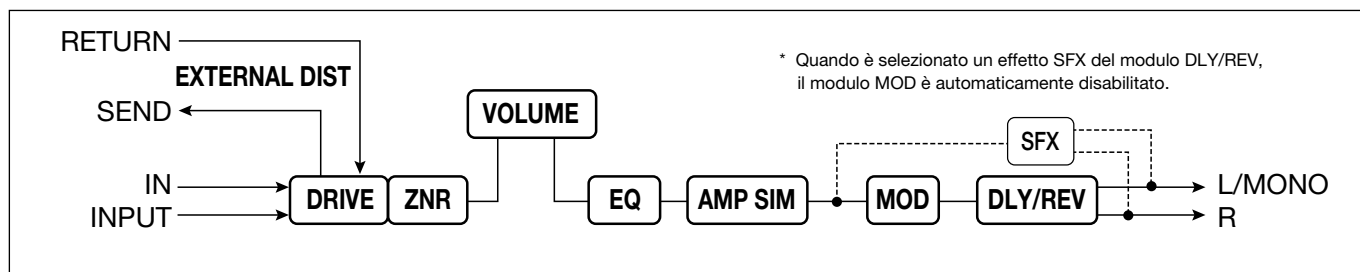 RETURN
EXTERNAL DIST
SEND
IN
INPUT
DRIVE
ZNR
VOLUME
EQ
AMP SIM
MOD
DLY/REV
SFX
L/MONO
R
* Quando è selezionato un effetto SFX del modulo DLY/REV,
il modulo MOD è automaticamente disabilitato.